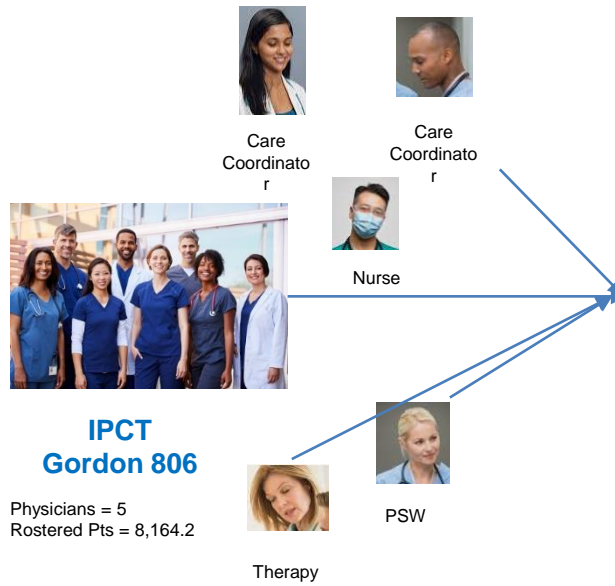 Care
Coordinato
r
Care
Coordinato
r
Nurse
IPCT
Gordon 806
Physicians = 5
Rostered Pts = 8,164.2
PSW
Therapy